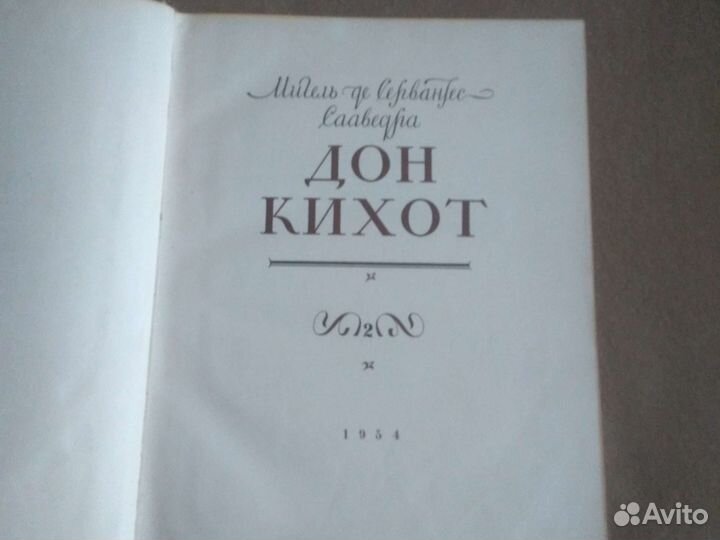 Мигель де Сервантес
Сааведра
ДОН
КИХОТ
2
1954
Avito